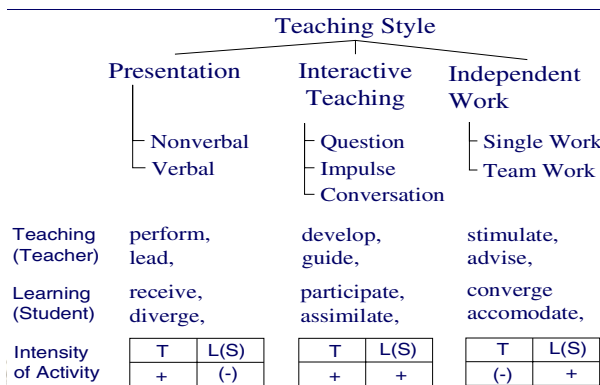 Teaching Style
Presentation Interactive Teaching Independent Work
Nonverbal Question Single Work
Verbal Impulse Team Work
Conversation
Teaching (Teacher) perform, lead, develop, guide, stimulate, advise,
Learning (Student) receive, diverge, participate, assimilate, converge accomodate,
Intensity of Activity T L(S) T L(S) T L(S)
+ (-) + + (-) +